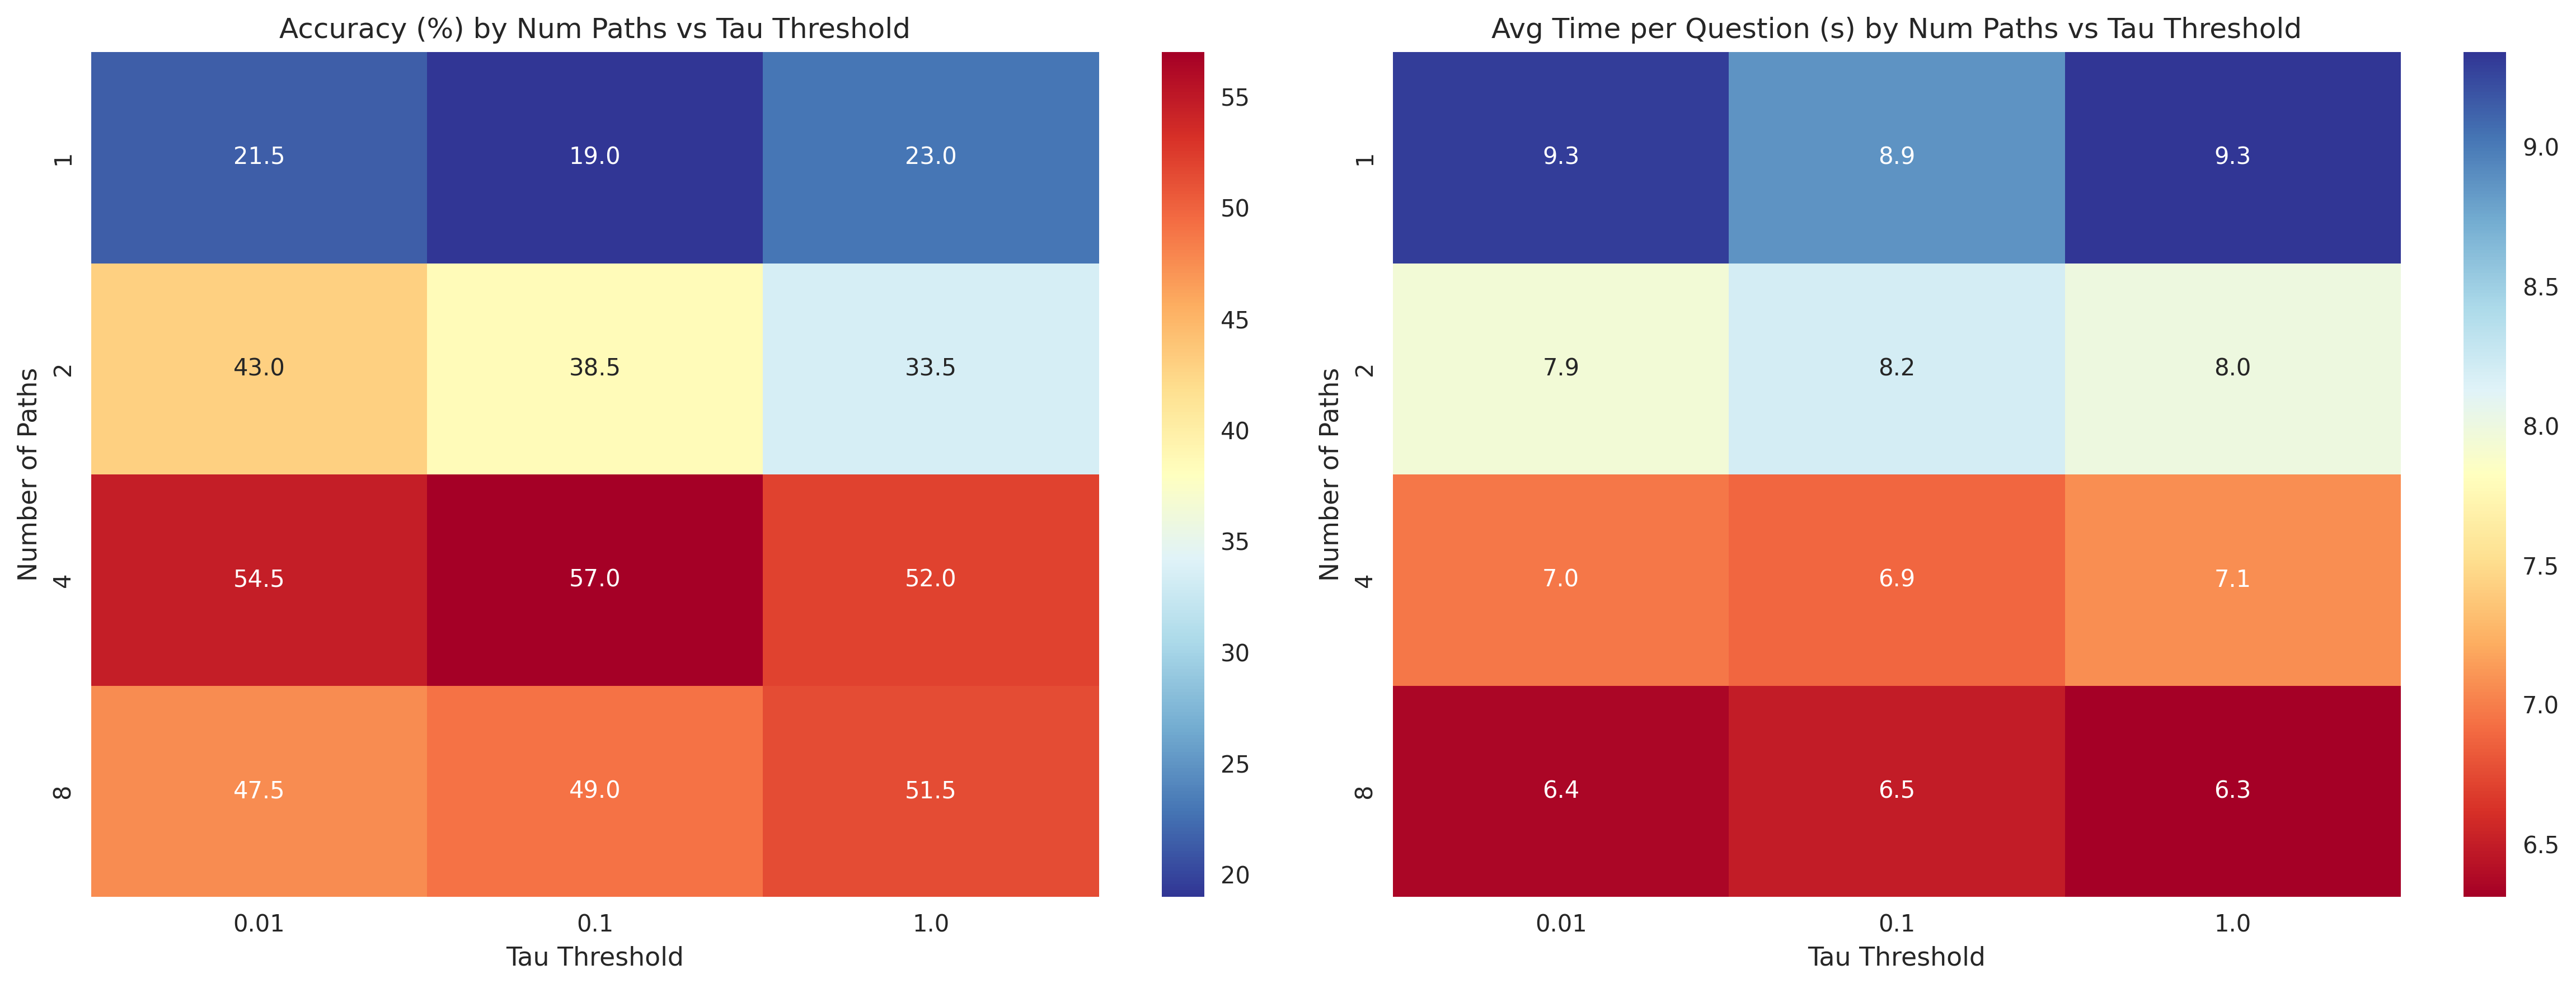 Accuracy (%) by Num Paths vs Tau Threshold
Number of Paths
1 21.5 19.0 23.0
2 43.0 38.5 33.5
4 54.5 57.0 52.0
8 47.5 49.0 51.5
0.01 0.1 1.0
Tau Threshold
55
50
45
40
35
30
25
20
Avg Time per Question (s) by Num Paths vs Tau Threshold
Number of Paths
1 9.3 8.9 9.3
2 7.9 8.2 8.0
4 7.0 6.9 7.1
8 6.4 6.5 6.3
0.01 0.1 1.0
Tau Threshold
9.0
8.5
8.0
7.5
7.0
6.5